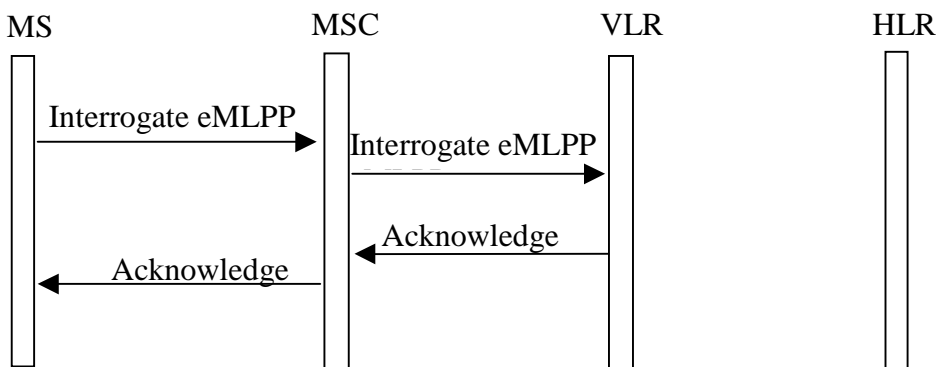 MS MSC VLR HLR
Interrogate eMLPP
Interrogate eMLPP
Acknowledge
Acknowledge